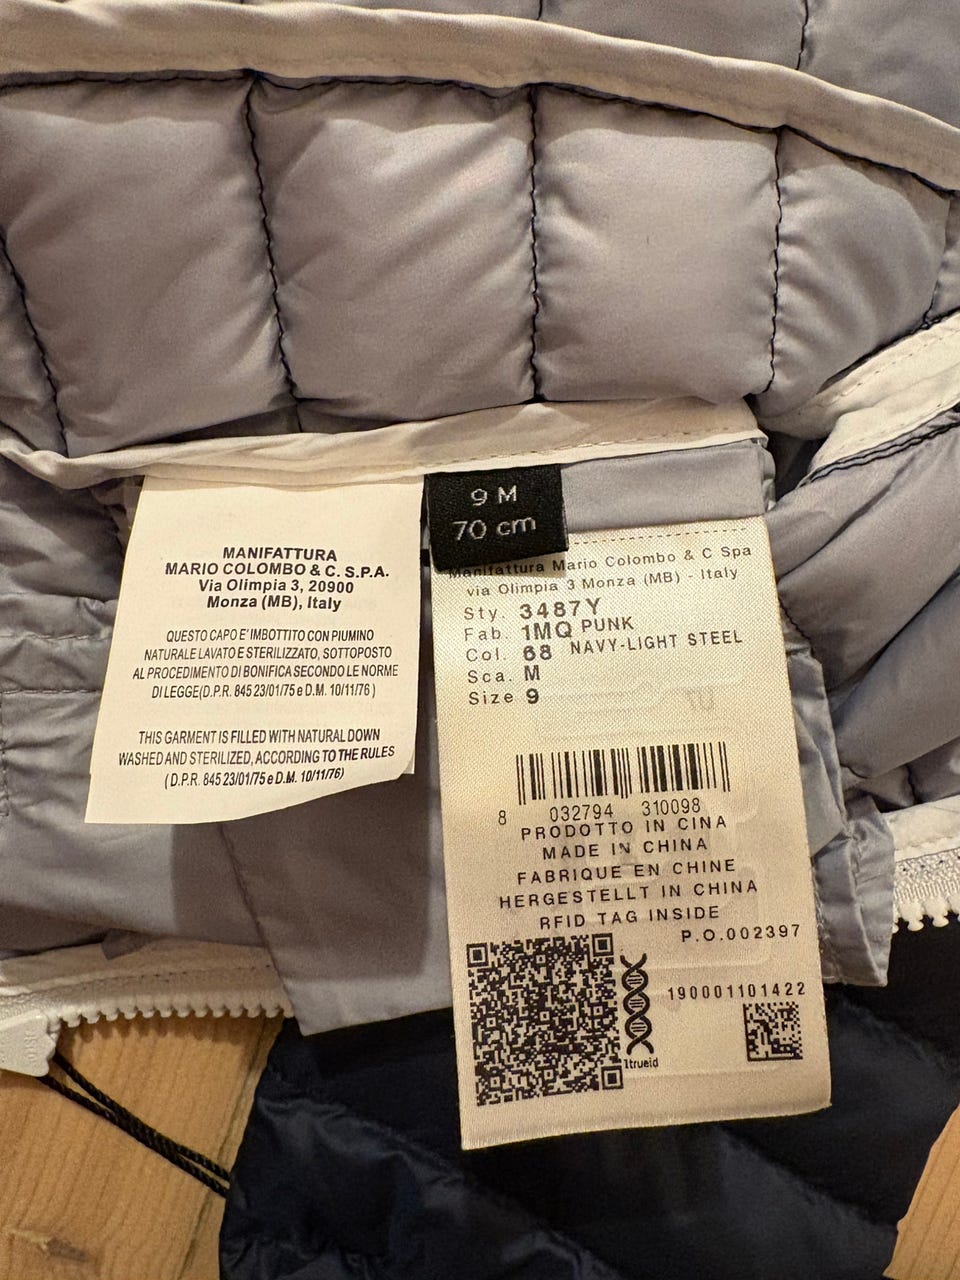 MANIFATTURA
MARIO COLOMBO & C. S.P.A.
Via Olimpia 3, 20900
Monza (MB), Italy
QUESTO CAPO E' IMBOTTITO CON PIUMINO
NATURALE LAVATO E STERILIZZATO, SOTTOPOSTO
AL PROCEDIMENTO DI BONIFICA SECONDO LE NORME
DI LEGGE(D.P.R. 845 23/01/75 e D.M. 10/11/76 )
THIS GARMENT IS FILLED WITH NATURAL DOWN
WASHED AND STERILIZED, ACCORDING TO THE RULES
( D.P.R. 845 23/01/75 e D.M. 10/11/76)
9 M
70 cm
Manifattura Mario Colombo & C Spa
via Olimpia 3 Monza (MB) - Italy
Sty. 3487Y
Fab. 1MQ PUNK
Col. 68 NAVY-LIGHT STEEL
Sca. M
Size 9
8 032794 310098
PRODOTTO IN CINA
MADE IN CHINA
FABRIQUE EN CHINE
HERGESTELLT IN CHINA
RFID TAG INSIDE
P.O.002397
190001101422
1trueid